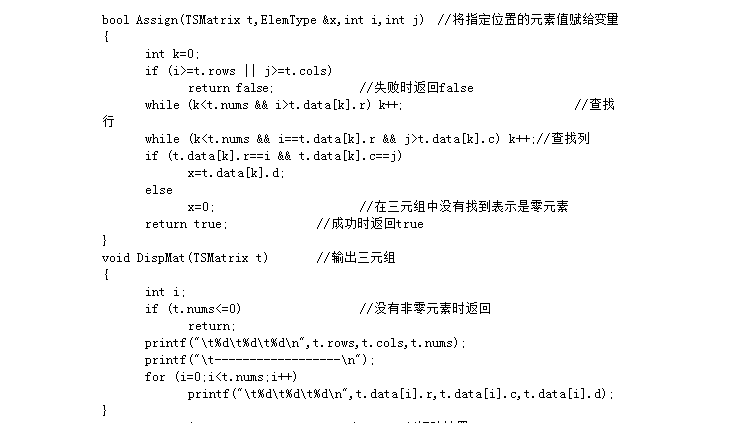 bool Assign(TSMatrix t,ElemType &x,int i,int j)  //将指定位置的元素值赋给变量
{
int k=0;
if (i>=t.rows || j>=t.cols)
return false;            //失败时返回false
while (k<t.nums && i>t.data[k].r) k++;                        //查找
行
while (k<t.nums && i==t.data[k].r && j>t.data[k].c) k++;//查找列
if (t.data[k].r==i && t.data[k].c==j)
x=t.data[k].d;
else
x=0;                    //在三元组中没有找到表示是零元素
return true;            //成功时返回true
}
void DispMat(TSMatrix t)       //输出三元组
{
int i;
if (t.nums<=0)                //没有非零元素时返回
return;
printf("\t%d\t%d\t%d\n",t.rows,t.cols,t.nums);
printf("\t------------------\n");
for (i=0;i<t.nums;i++)
printf("\t%d\t%d\t%d\n",t.data[i].r,t.data[i].c,t.data[i].d);
}